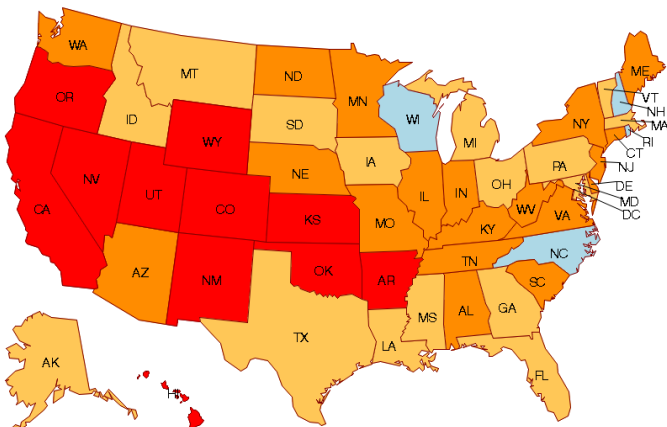 WA
MT
ND
MN
ME
VT
NH
MA
RI
CT
NJ
DE
MD
DC
OR
ID
WY
SD
WI
MI
NY
NV
UT
CO
NE
IA
IL
IN
OH
PA
WV
VA
KY
CA
KS
MO
TN
NC
SC
AZ
NM
OK
AR
MS
AL
GA
TX
LA
FL
AK
HI